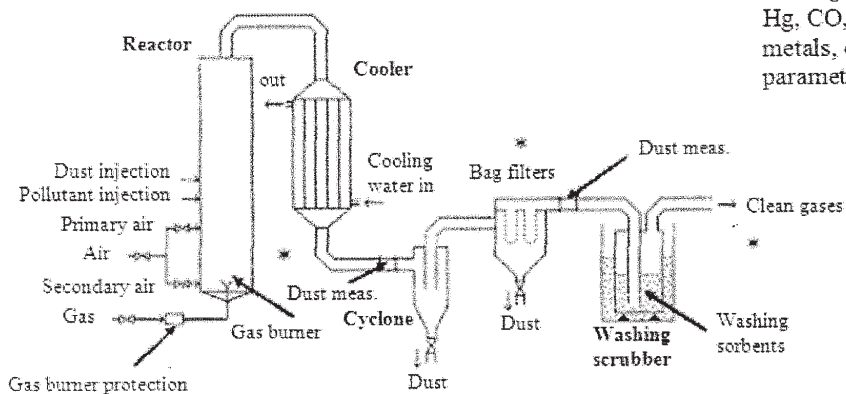 Hg, CO,
metals,
paramet
Reactor
Cooler
out
Dust injection
Pollutant injection
Primary air
Air
Secondary air
Gas
Gas burner protection
Gas burner
Cooling
water in
Dust meas.
Cyclone
Dust
Bag filters
Dust
Dust meas.
Clean gases
Washing
scrubber
Washing
sorbents